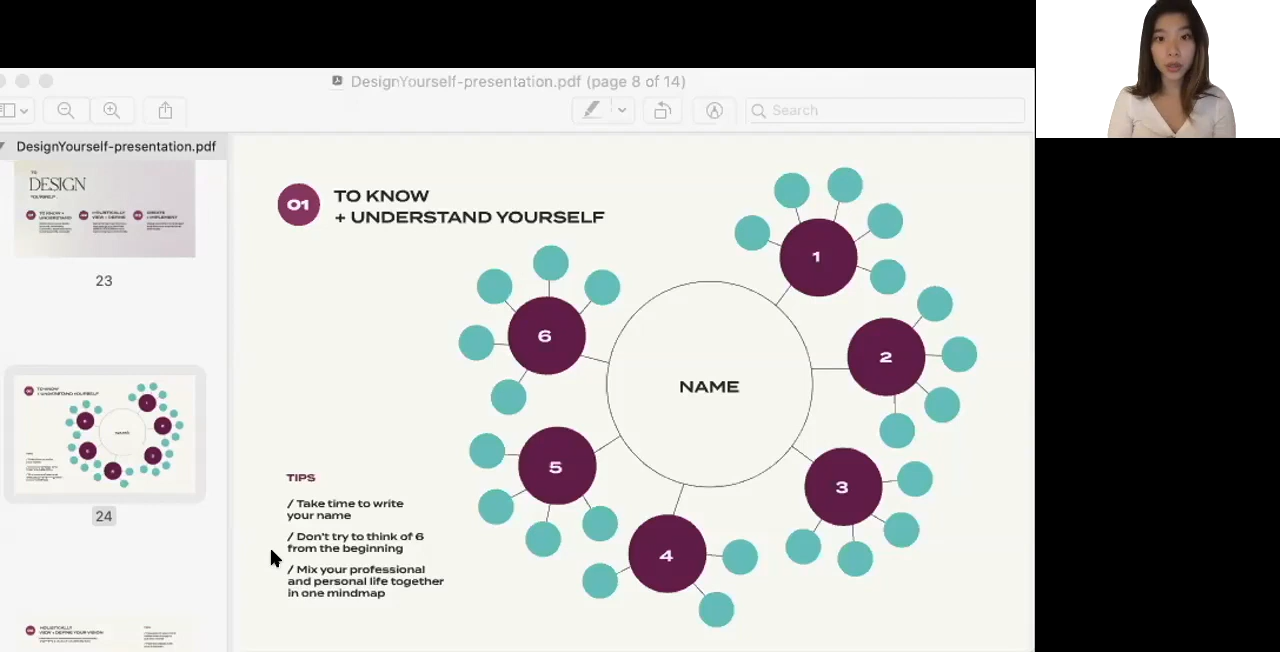 DesignYourself-presentation.pdf (page 8 of 14)
Search
DesignYourself-presentation.pdf
DESIGN
YOURSELF
23
24
01
TO KNOW
+ UNDERSTAND YOURSELF
1
2
3
4
5
6
NAME
TIPS
/ Take time to write
your name
/ Don't try to think of 6
from the beginning
/ Mix your professional
and personal life together
in one mindmap